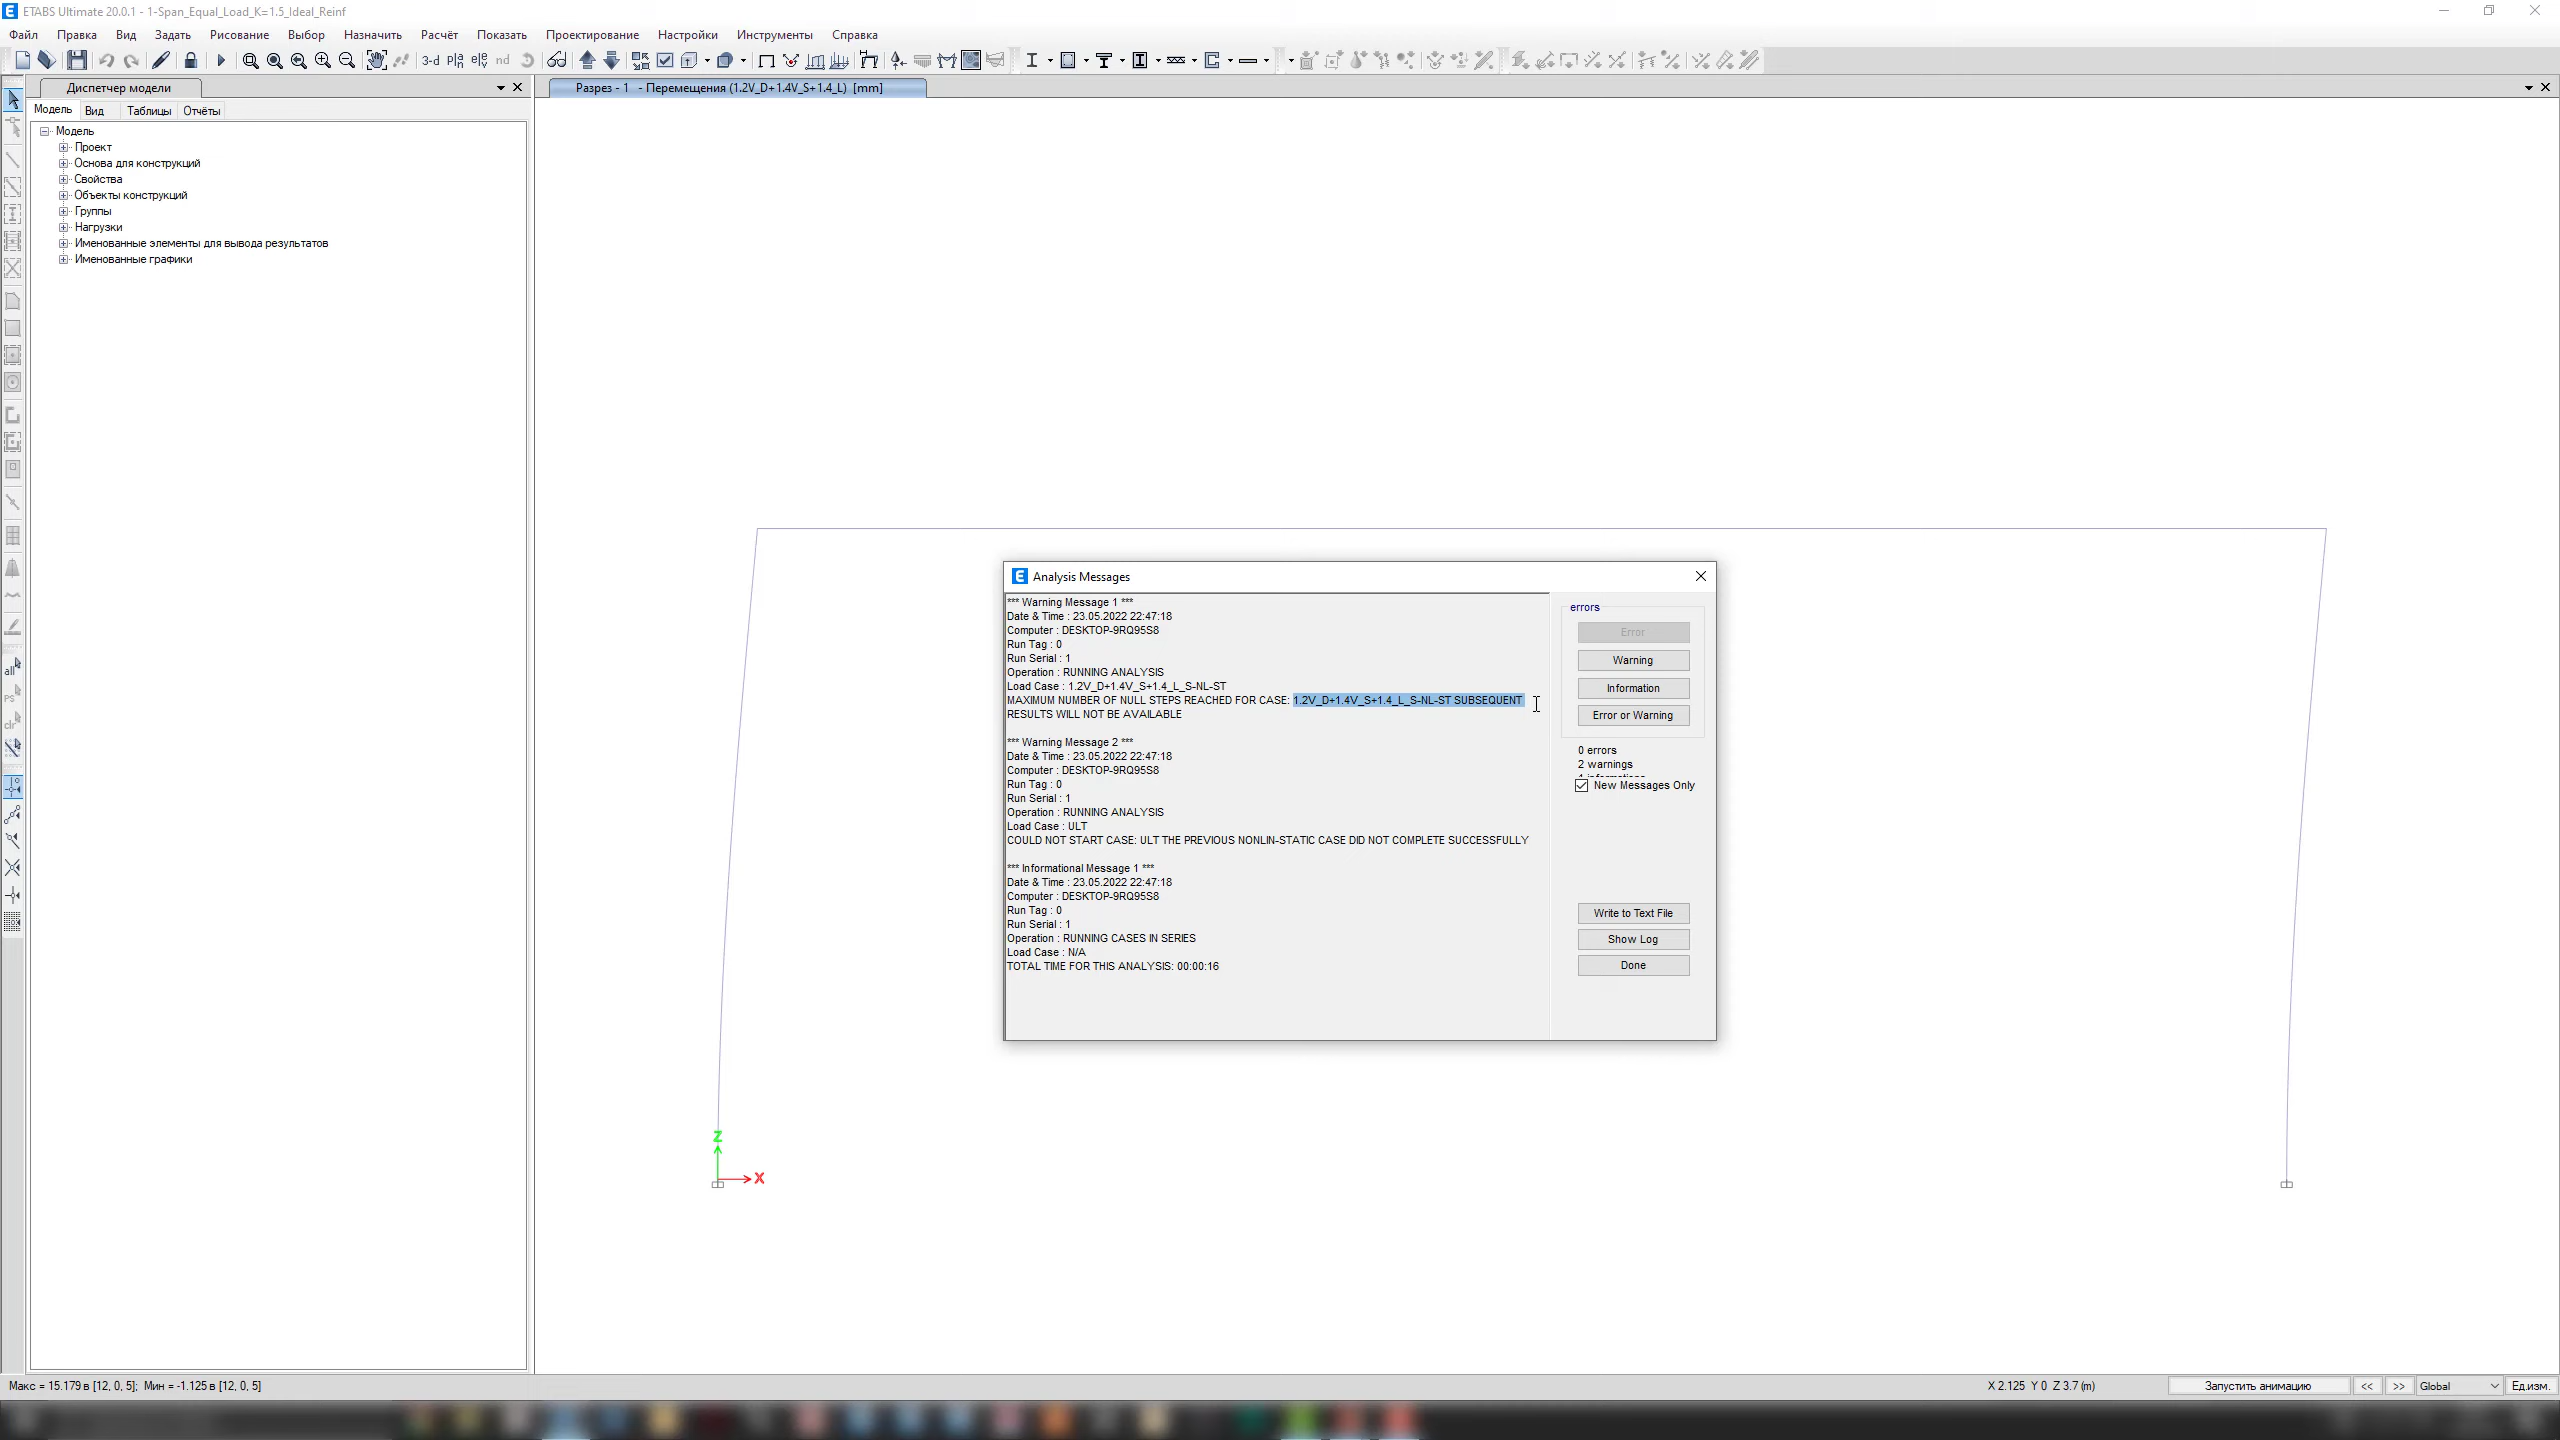 ETABS Ultimate 20.0.1 - 1-Span_Equal_Load_K=1.5_Ideal_Reinf
Файл Правка Вид Задать Рисование Выбор Назначить Расчёт Показать Проектирование Настройки Инструменты Справка
3-d nd
Диспетчер модели
Разрез - 1 - Перемещения (1.2V_D+1.4V_S+1.4_L) [mm]
Модель Вид Таблицы Отчёты
Модель
Проект
Основа для конструкций
Свойства
Объекты конструкций
Группы
Нагрузки
Именованные элементы для вывода результатов
Именованные графики
all
PS
clr
Analysis Messages
*** Warning Message 1 ***
Date & Time : 23.05.2022 22:47:18
Computer : DESKTOP-9RQ95S8
Run Tag : 0
Run Serial : 1
Operation : RUNNING ANALYSIS
Load Case : 1.2V_D+1.4V_S+1.4_L_S-NL-ST
MAXIMUM NUMBER OF NULL STEPS REACHED FOR CASE: 1.2V_D+1.4V_S+1.4_L_S-NL-ST SUBSEQUENT
RESULTS WILL NOT BE AVAILABLE
*** Warning Message 2 ***
Date & Time : 23.05.2022 22:47:18
Computer : DESKTOP-9RQ95S8
Run Tag : 0
Run Serial : 1
Operation : RUNNING ANALYSIS
Load Case : ULT
COULD NOT START CASE: ULT THE PREVIOUS NONLIN-STATIC CASE DID NOT COMPLETE SUCCESSFULLY
*** Informational Message 1 ***
Date & Time : 23.05.2022 22:47:18
Computer : DESKTOP-9RQ95S8
Run Tag : 0
Run Serial : 1
Operation : RUNNING CASES IN SERIES
Load Case : N/A
TOTAL TIME FOR THIS ANALYSIS: 00:00:16
errors
Error
Warning
Information
Error or Warning
0 errors
2 warnings
New Messages Only
Write to Text File
Show Log
Done
Z
X
Макс = 15.179 в [12, 0, 5]; Мин = -1.125 в [12, 0, 5]
X 2.125 Y 0 Z 3.7 (m)
Запустить анимацию
<< >>
Global
Ед.изм.